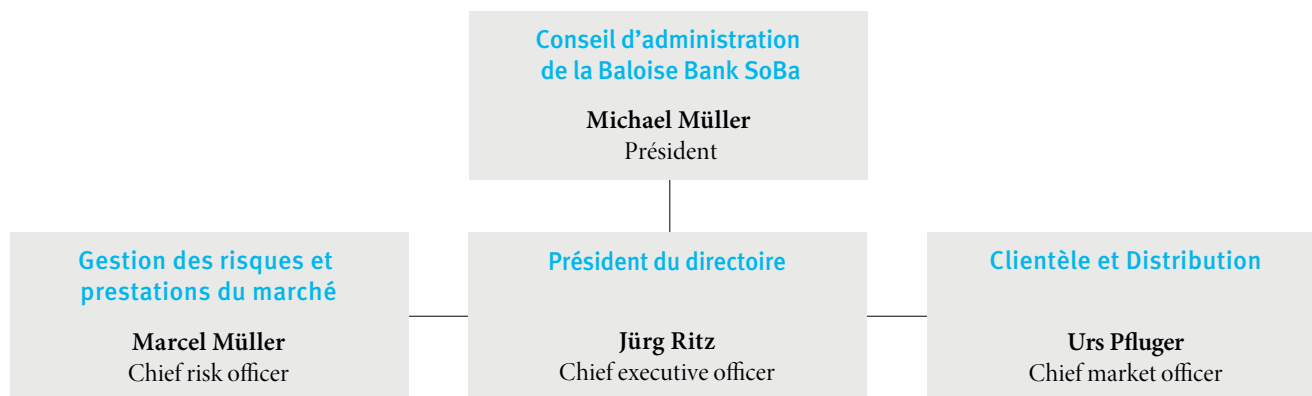 Conseil d’administration
de la Baloise Bank SoBa
Michael Müller
Président
Gestion des risques et
prestations du marché
Marcel Müller
Chief risk officer
Président du directoire
Jürg Ritz
Chief executive officer
Clientèle et Distribution
Urs Pfluger
Chief market officer